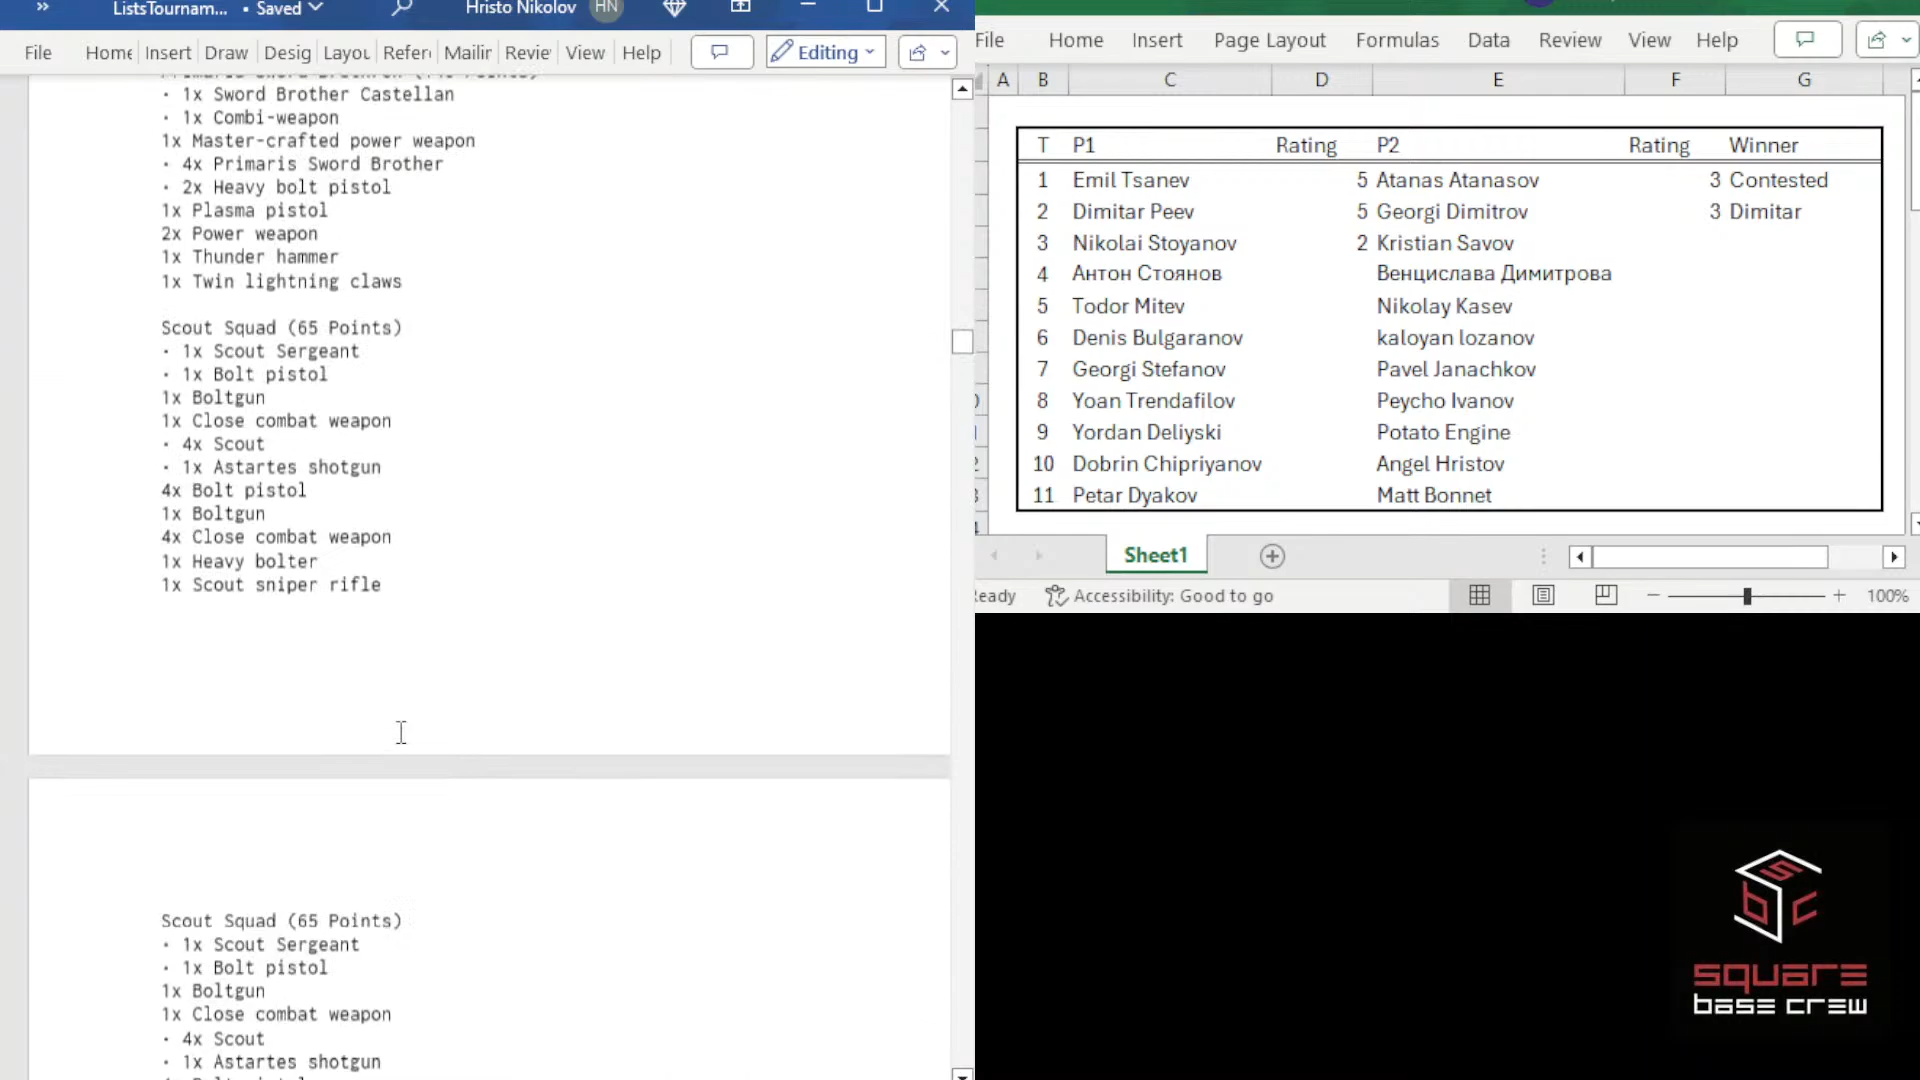 ListsTournam... • Saved
Hristo Nikolov HN
File Home Insert Draw Desig Layou Refer Mailir Revie View Help Editing
· 1x Sword Brother Castellan
· 1x Combi-weapon
1x Master-crafted power weapon
· 4x Primaris Sword Brother
· 2x Heavy bolt pistol
1x Plasma pistol
2x Power weapon
1x Thunder hammer
1x Twin lightning claws
Scout Squad (65 Points)
· 1x Scout Sergeant
· 1x Bolt pistol
1x Boltgun
1x Close combat weapon
· 4x Scout
· 1x Astartes shotgun
4x Bolt pistol
1x Boltgun
4x Close combat weapon
1x Heavy bolter
1x Scout sniper rifle
Scout Squad (65 Points)
· 1x Scout Sergeant
· 1x Bolt pistol
1x Boltgun
1x Close combat weapon
· 4x Scout
· 1x Astartes shotgun
File Home Insert Page Layout Formulas Data Review View Help
A B C D E F G
T P1 Rating P2 Rating Winner
1 Emil Tsanev 5 Atanas Atanasov 3 Contested
2 Dimitar Peev 5 Georgi Dimitrov 3 Dimitar
3 Nikolai Stoyanov 2 Kristian Savov
4 Антон Стоянов Венцислава Димитрова
5 Todor Mitev Nikolay Kasev
6 Denis Bulgaranov kaloyan lozanov
7 Georgi Stefanov Pavel Janachkov
8 Yoan Trendafilov Peycho Ivanov
9 Yordan Deliyski Potato Engine
10 Dobrin Chipriyanov Angel Hristov
11 Petar Dyakov Matt Bonnet
Sheet1
eady Accessibility: Good to go 100%
b s c
square
base crew